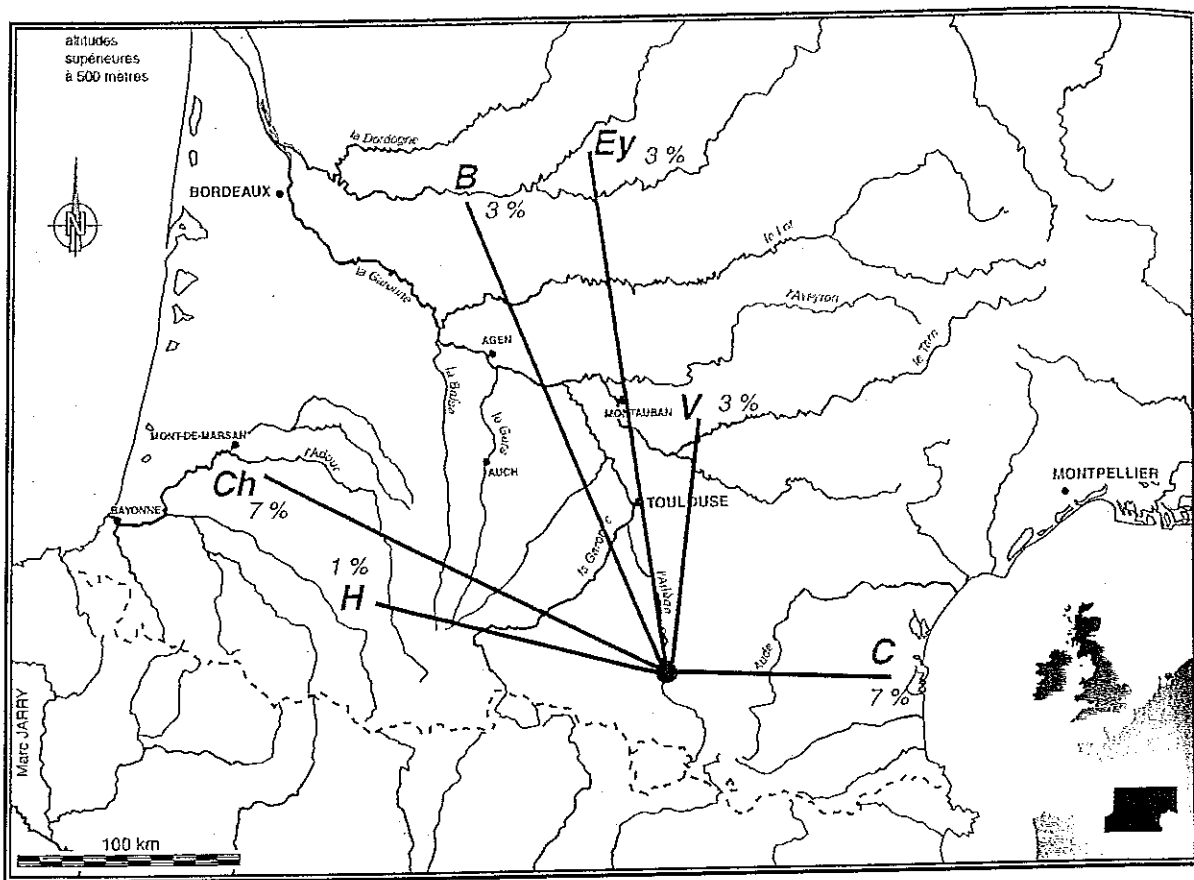 altitudes
supérieures
à 500 mètres
la Dordogne
Ey 3 %
B
3 %
BORDEAUX
N
le Lot
la Garonne
l'Aveyron
le Tarn
AGEN
la Baïse
le Gers
MONTAUBAN
V 3 %
MONT-DE-MARSAN
l'Adour
AUCH
MONTPELLIER
Ch
7 %
TOULOUSE
BAYONNE
la Garonne
1 %
H
Aude
C
7 %
Marc JARRY
100 km